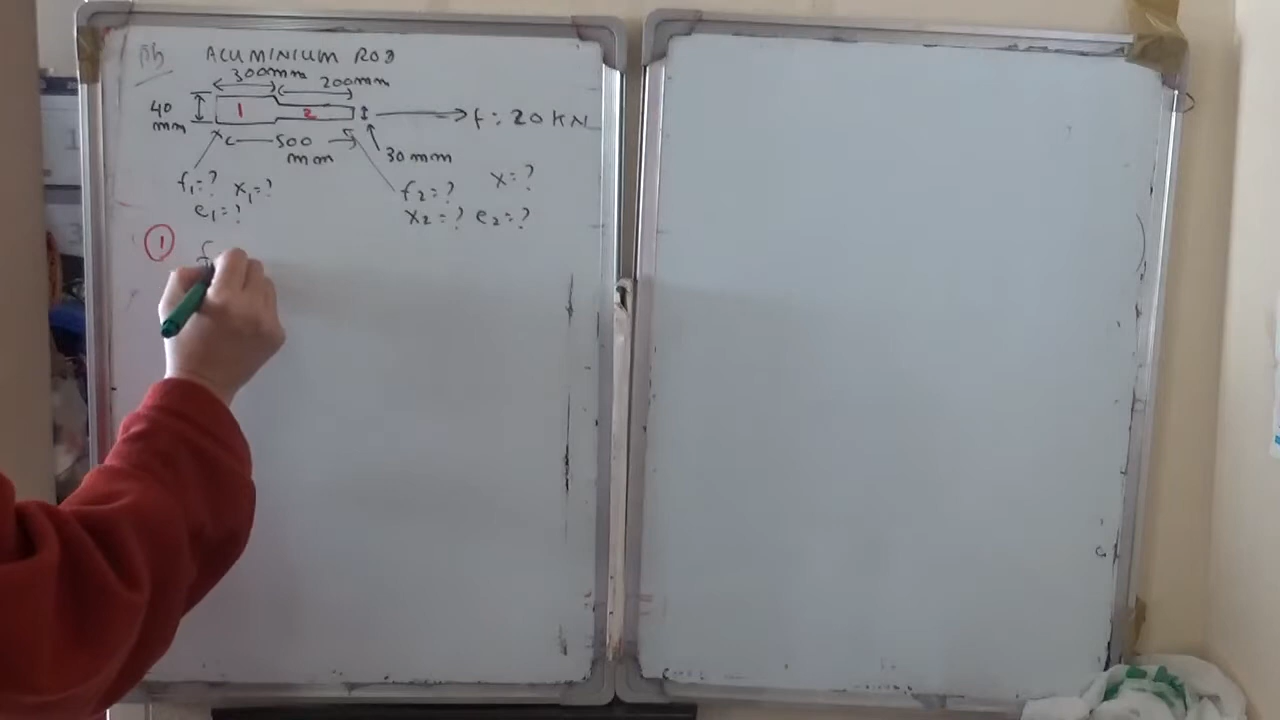 Pb ALUMINIUM ROD
300mm 200mm
40 mm 1 2 f: 20 KN
500 mm 30 mm
f₁=? x₁=? f₂=? x=?
e₁=? x₂=? e₂=?
① f